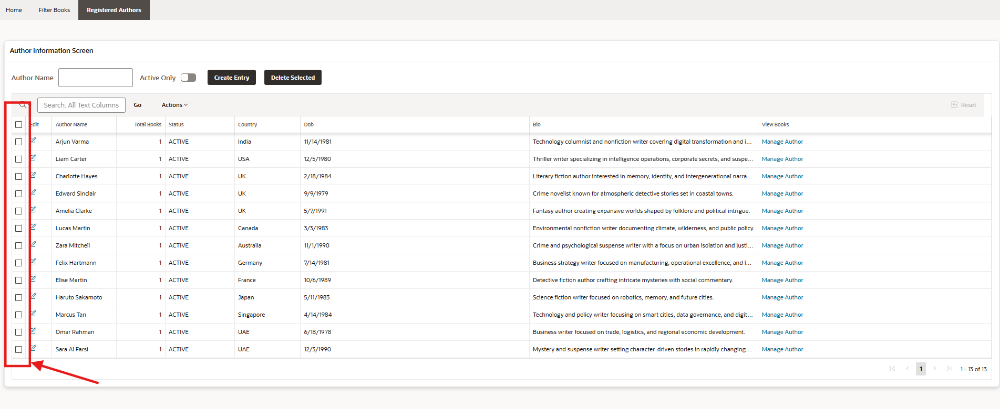 Home Filter Books Registered Authors
Author Information Screen
Author Name Active Only Create Entry Delete Selected
Search: All Text Columns Go Actions Reset
Edit Author Name Total Books Status Country Dob Bio View Books
Arjun Varma 1 ACTIVE India 11/14/1981 Technology columnist and nonfiction writer covering digital transformation and i... Manage Author
Liam Carter 1 ACTIVE USA 12/5/1980 Thriller writer specializing in intelligence operations, corporate secrets, and suspe... Manage Author
Charlotte Hayes 1 ACTIVE UK 2/18/1984 Literary fiction author interested in memory, identity, and intergenerational narra... Manage Author
Edward Sinclair 1 ACTIVE UK 9/9/1979 Crime novelist known for atmospheric detective stories set in coastal towns. Manage Author
Amelia Clarke 1 ACTIVE UK 5/7/1991 Fantasy author creating expansive worlds shaped by folklore and political intrigue. Manage Author
Lucas Martin 1 ACTIVE Canada 3/3/1983 Environmental nonfiction writer documenting climate, wilderness, and public policy. Manage Author
Zara Mitchell 1 ACTIVE Australia 11/1/1990 Crime and psychological suspense writer with a focus on urban isolation and justi... Manage Author
Felix Hartmann 1 ACTIVE Germany 7/14/1981 Business strategy writer focused on manufacturing, operational excellence, and l... Manage Author
Elise Martin 1 ACTIVE France 10/6/1989 Detective fiction author crafting intricate mysteries with social commentary. Manage Author
Haruto Sakamoto 1 ACTIVE Japan 5/11/1983 Science fiction writer focused on robotics, memory, and future cities. Manage Author
Marcus Tan 1 ACTIVE Singapore 4/14/1984 Technology and policy writer focusing on smart cities, data governance, and digit... Manage Author
Omar Rahman 1 ACTIVE UAE 6/18/1978 Business writer focused on trade, logistics, and regional economic development. Manage Author
Sara Al Farsi 1 ACTIVE UAE 12/3/1990 Mystery and suspense writer setting character-driven stories in rapidly changing ... Manage Author
1 1 - 13 of 13